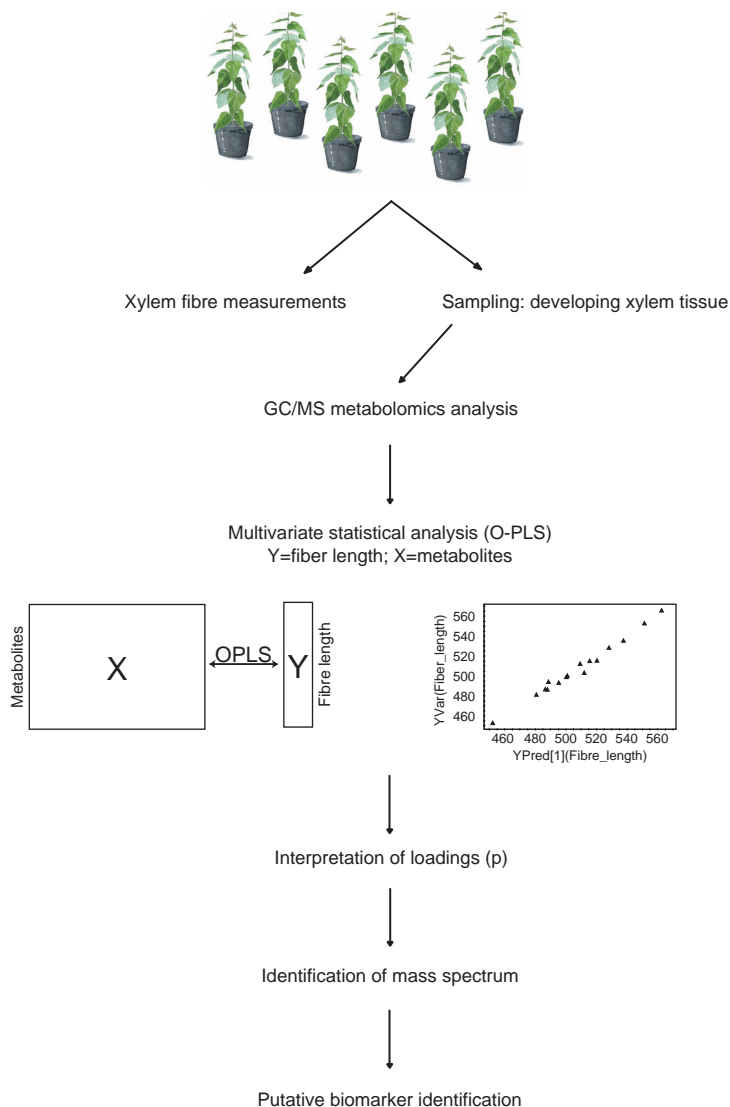 Xylem fibre measurements
Sampling: developing xylem tissue
GC/MS metabolomics analysis
Multivariate statistical analysis (O-PLS)
Y=fiber length; X=metabolites
Metabolites
X
OPLS
Y
Fibre length
YVar(Fiber_length)
560
540
520
500
480
460
460 480 500 520 540 560
YPred[1](Fibre_length)
Interpretation of loadings (p)
Identification of mass spectrum
Putative biomarker identification